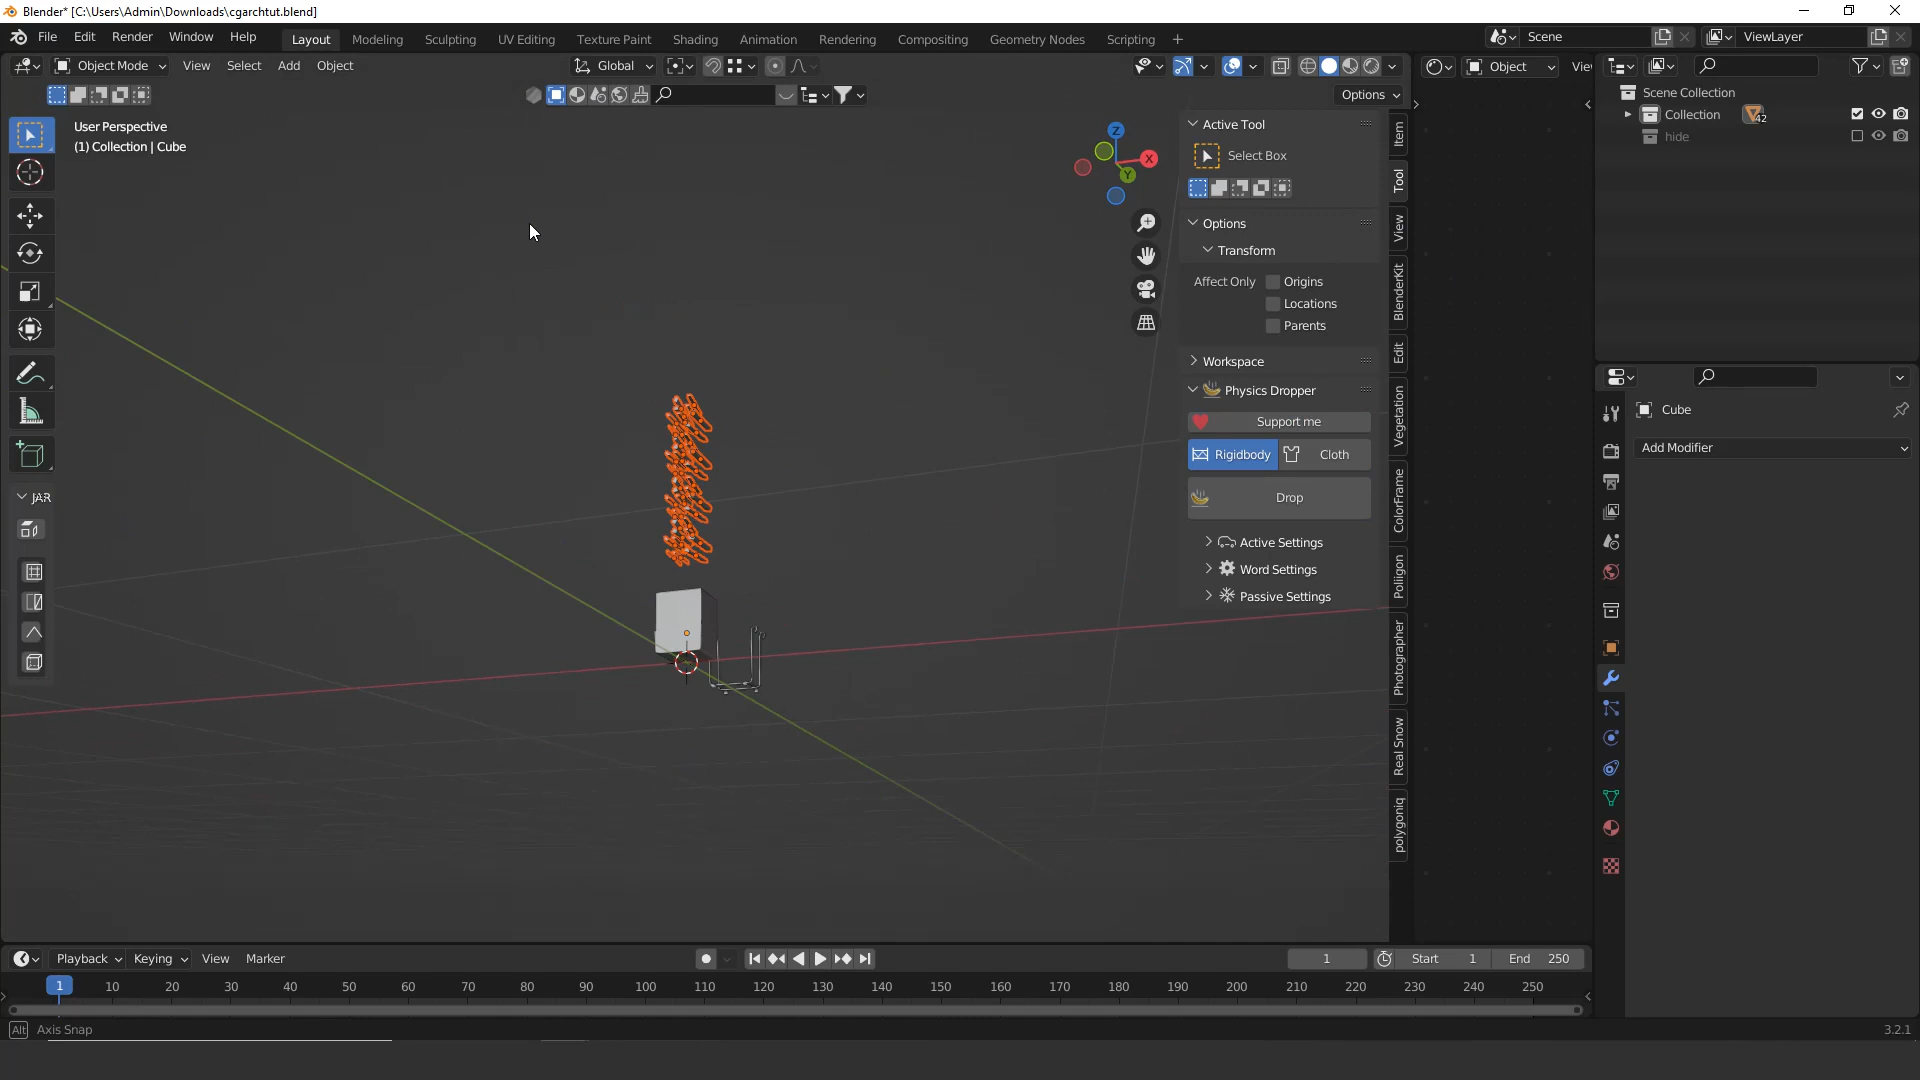 Blender* [C:\Users\Admin\Downloads\cgarchtut.blend]
File Edit Render Window Help Layout Modeling Sculpting UV Editing Texture Paint Shading Animation Rendering Compositing Geometry Nodes Scripting + Scene ViewLayer
Object Mode View Select Add Object Global Object Vie
Options
User Perspective
(1) Collection | Cube
Z
X
Y
JAR
Active Tool
Select Box
Options
Transform
Affect Only Origins
Locations
Parents
Workspace
Physics Dropper
Support me
Rigidbody Cloth
Drop
Active Settings
Word Settings
Passive Settings
Item
Tool
View
BlenderKit
Edit
Vegetation
ColorFrame
Poliigon
Photographer
Real Snow
polygoniq
Scene Collection
Collection 42
hide
Cube
Add Modifier
Playback Keying View Marker 1 Start 1 End 250
1 10 20 30 40 50 60 70 80 90 100 110 120 130 140 150 160 170 180 190 200 210 220 230 240 250
Alt Axis Snap 3.2.1